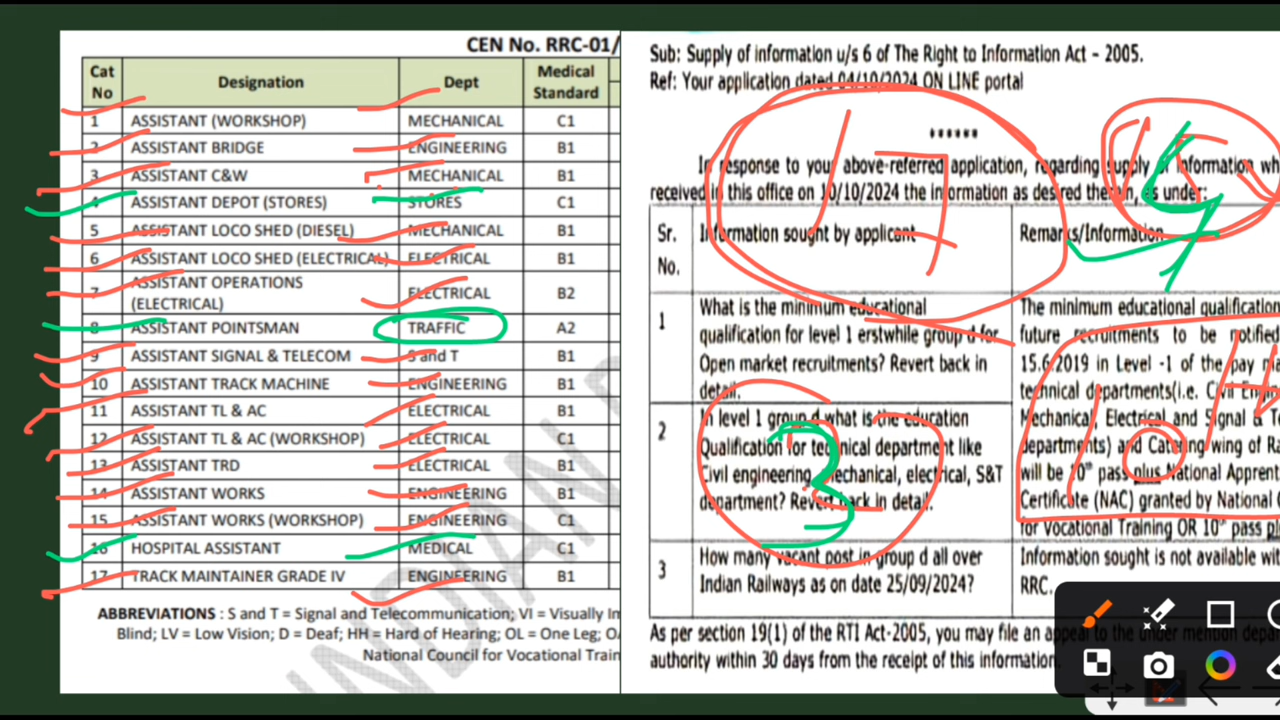 CEN No. RRC-01/
Cat No Designation Dept Medical Standard
1 ASSISTANT (WORKSHOP) MECHANICAL C1
2 ASSISTANT BRIDGE ENGINEERING B1
3 ASSISTANT C&W MECHANICAL B1
4 ASSISTANT DEPOT (STORES) STORES C1
5 ASSISTANT LOCO SHED (DIESEL) MECHANICAL B1
6 ASSISTANT LOCO SHED (ELECTRICAL) ELECTRICAL B1
7 ASSISTANT OPERATIONS (ELECTRICAL) ELECTRICAL B2
8 ASSISTANT POINTSMAN TRAFFIC A2
9 ASSISTANT SIGNAL & TELECOM S and T B1
10 ASSISTANT TRACK MACHINE ENGINEERING B1
11 ASSISTANT TL & AC ELECTRICAL B1
12 ASSISTANT TL & AC (WORKSHOP) ELECTRICAL C1
13 ASSISTANT TRD ELECTRICAL B1
14 ASSISTANT WORKS ENGINEERING B1
15 ASSISTANT WORKS (WORKSHOP) ENGINEERING C1
16 HOSPITAL ASSISTANT MEDICAL C1
17 TRACK MAINTAINER GRADE IV ENGINEERING B1
ABBREVIATIONS : S and T = Signal and Telecommunication; VI = Visually
Blind; LV = Low Vision; D = Deaf; HH = Hard of Hearing; OL = One Leg;
National Council for Vocational
INDIAN
Sub: Supply of information u/s 6 of The Right to Information Act – 2005.
Ref: Your application dated 04/10/2024 ON LINE portal
******
In response to your above-referred application, regarding supply of information
received in this office on 10/10/2024 the information as desired therein, as under:
Sr. No. Information sought by applicant Remarks/Information
1 What is the minimum educational
qualification for level 1 erstwhile group d for
Open market recruitments? Revert back in
detail.
2 In level 1 group d what is the education
Qualification for technical department like
Civil engineering, mechanical, electrical, S&T
department? Revert back in detail.
The minimum educational qualification
future recruitments to be notified
15.6.2019 in Level -1 of the pay
technical departments(i.e. Civil
Mechanical, Electrical and Signal &
departments) and Catering wing of
will be 10th pass plus National
Certificate (NAC) granted by National
for Vocational Training OR 10th pass
3 How many vacant post in group d all over
Indian Railways as on date 25/09/2024?
Information sought is not available
RRC.
As per section 19(1) of the RTI Act-2005, you may file an appeal to the under mention
authority within 30 days from the receipt of this information.
17
3